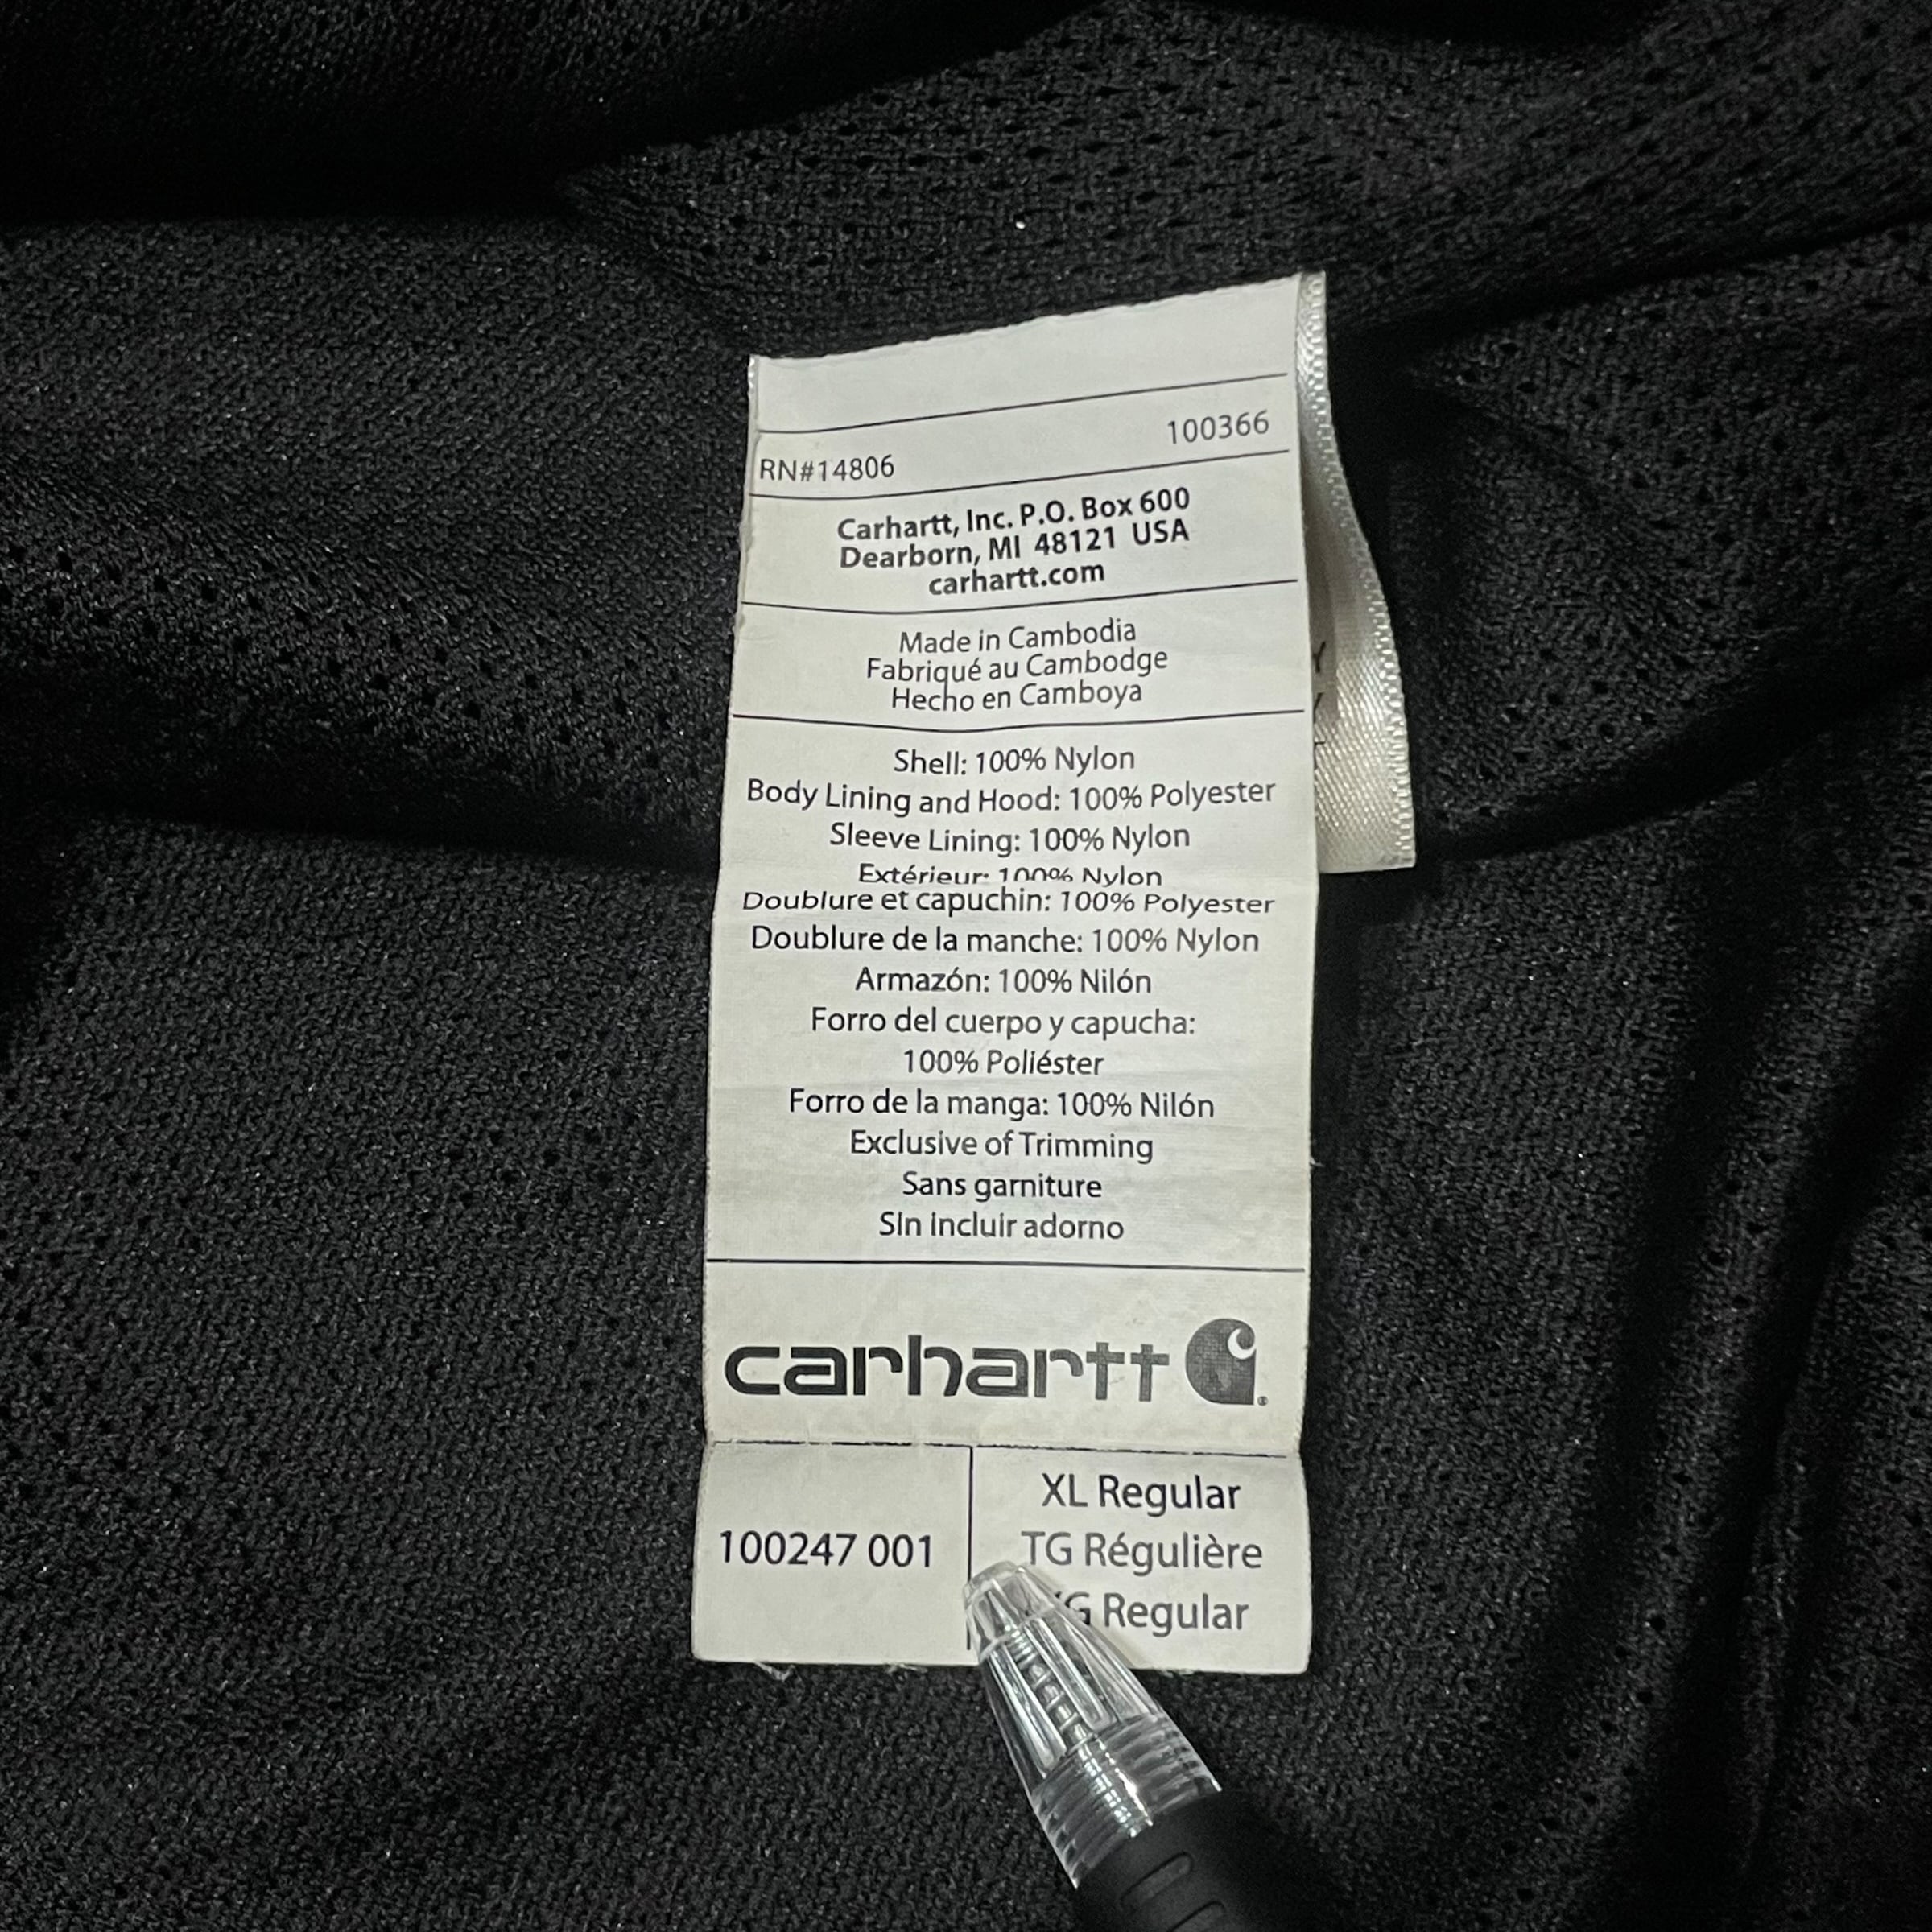 RN#14806 100366
Carhartt, Inc. P.O. Box 600
Dearborn, MI 48121 USA
carhartt.com
Made in Cambodia
Fabriqué au Cambodge
Hecho en Camboya
Shell: 100% Nylon
Body Lining and Hood: 100% Polyester
Sleeve Lining: 100% Nylon
Extérieur: 100% Nylon
Doublure et capuchin: 100% Polyester
Doublure de la manche: 100% Nylon
Armazón: 100% Nilón
Forro del cuerpo y capucha:
100% Poliéster
Forro de la manga: 100% Nilón
Exclusive of Trimming
Sans garniture
Sin incluir adorno
carhartt
100247 001
XL Regular
TG Régulière
Regular